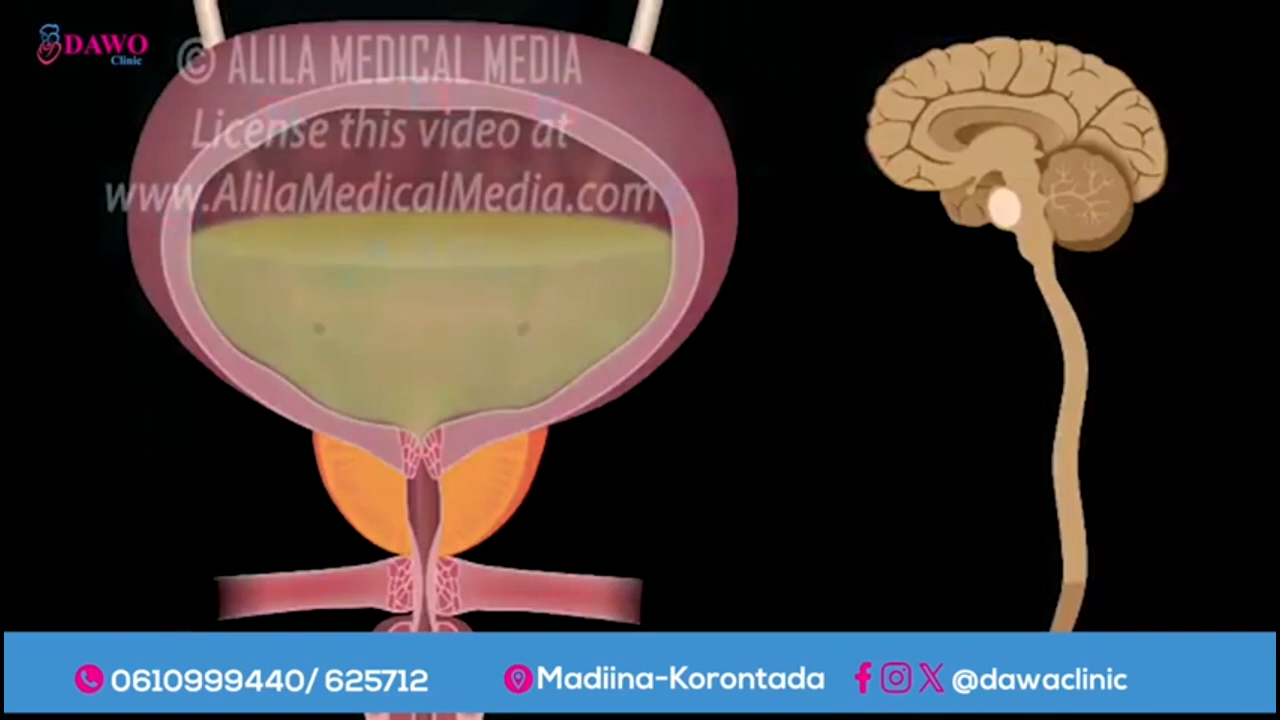 DAWO
Clinic
© ALILA MEDICAL MEDIA
License this video at
www.AlilaMedicalMedia.com
0610999440/ 625712
Madiina-Korontada
@dawaclinic